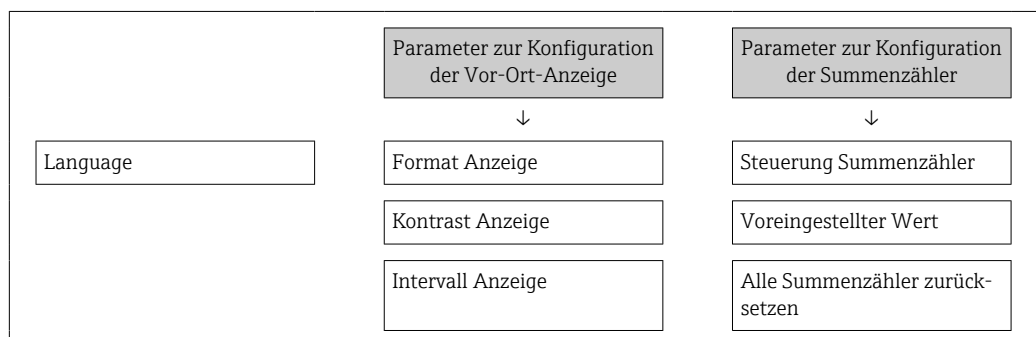 Parameter zur Konfiguration
der Vor-Ort-Anzeige
Parameter zur Konfiguration
der Summenzähler
↓
↓
Language
Format Anzeige
Steuerung Summenzähler
Kontrast Anzeige
Voreingestellter Wert
Intervall Anzeige
Alle Summenzähler zurück-
setzen